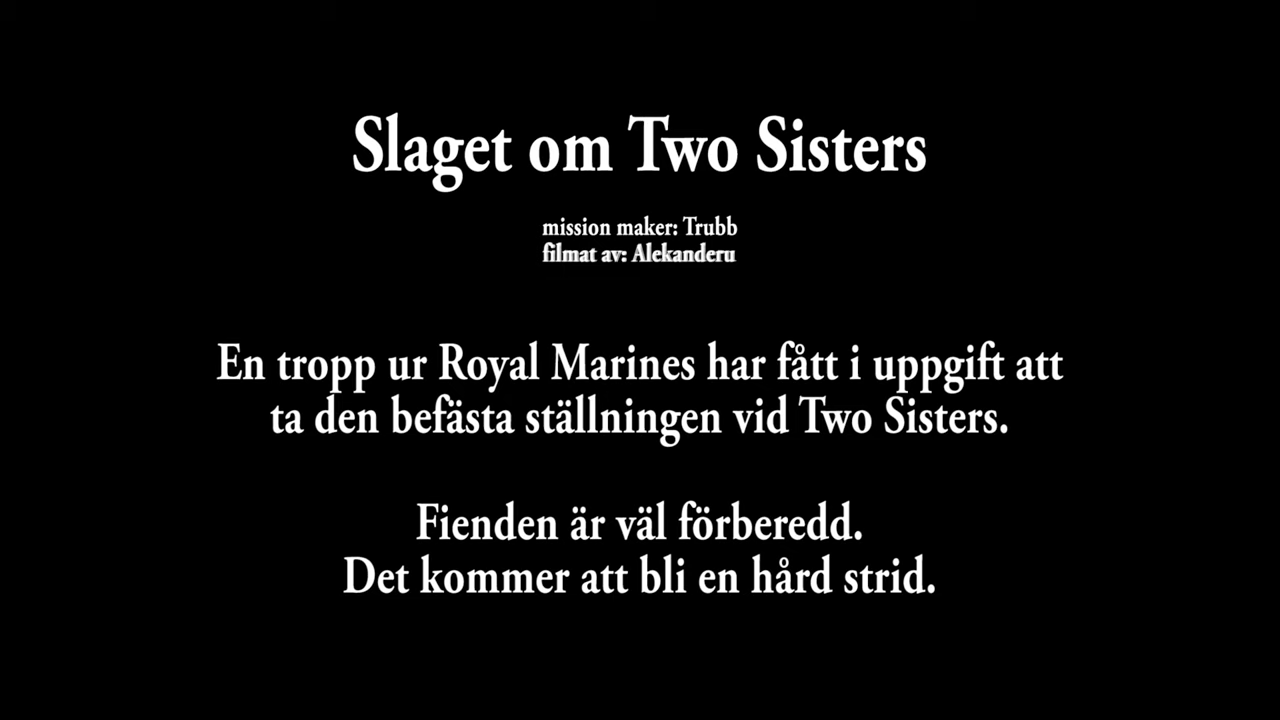 Slaget om Two Sisters
mission maker: Trubb
filmat av: Alekanderu
En tropp ur Royal Marines har fått i uppgift att
ta den befästa ställningen vid Two Sisters.
Fienden är väl förberedd.
Det kommer att bli en hård strid.